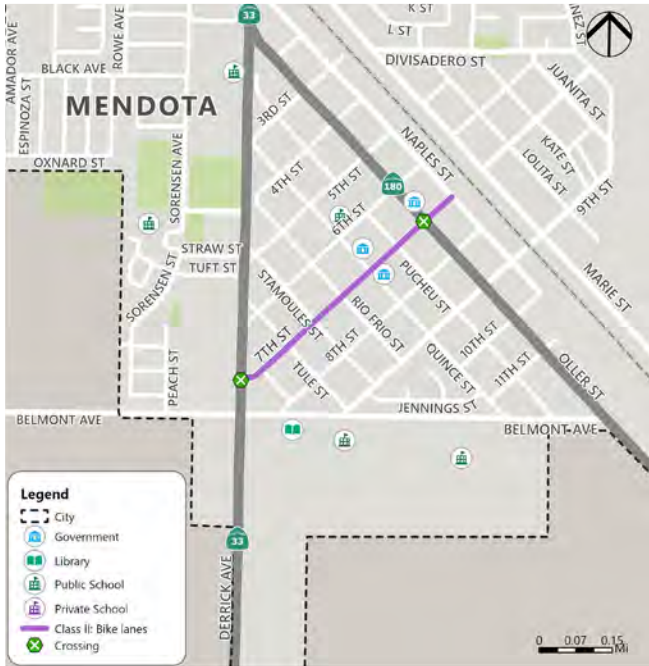 33
K ST
L ST
NEZ ST
DIVISADERO ST
AMADOR AVE
ESPINOZA ST
ROWE AVE
BLACK AVE
MENDOTA
3RD ST
JUANITA ST
NAPLES ST
KATE ST
LOLITA ST
9TH ST
OXNARD ST
SORENSEN AVE
4TH ST
5TH ST
180
6TH ST
STRAW ST
TUFT ST
SORENSEN ST
STAMOULES ST
PUCHEU ST
MARIE ST
7TH ST
RIO FRIO ST
8TH ST
10TH ST
PEACH ST
TULE ST
QUINCE ST
11TH ST
OLLER ST
JENNINGS ST
BELMONT AVE
BELMONT AVE
33
DERRICK AVE
Legend
City
Government
Library
Public School
Private School
Class II: Bike lanes
Crossing
0 0.07 0.15
Mi